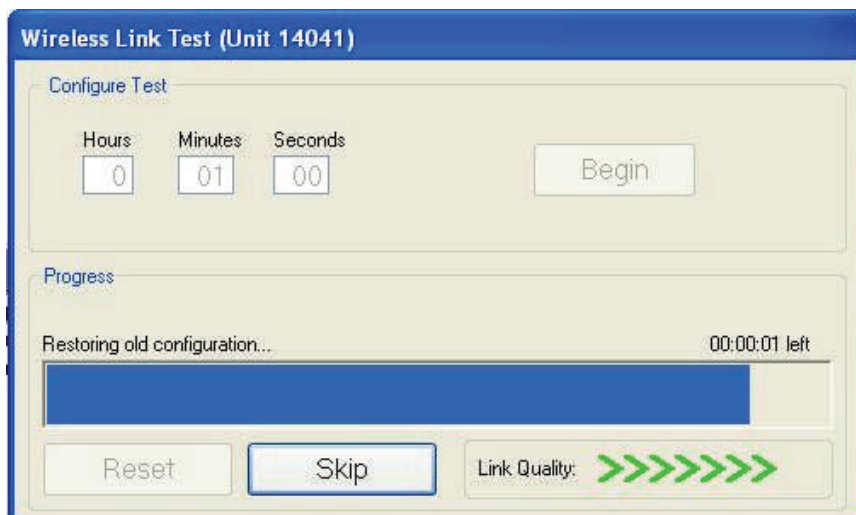 Wireless Link Test (Unit 14041)
Configure Test
Hours Minutes Seconds
0 01 00
Begin
Progress
Restoring old configuration... 00:00:01 left
Reset Skip Link Quality: >>>>>>>